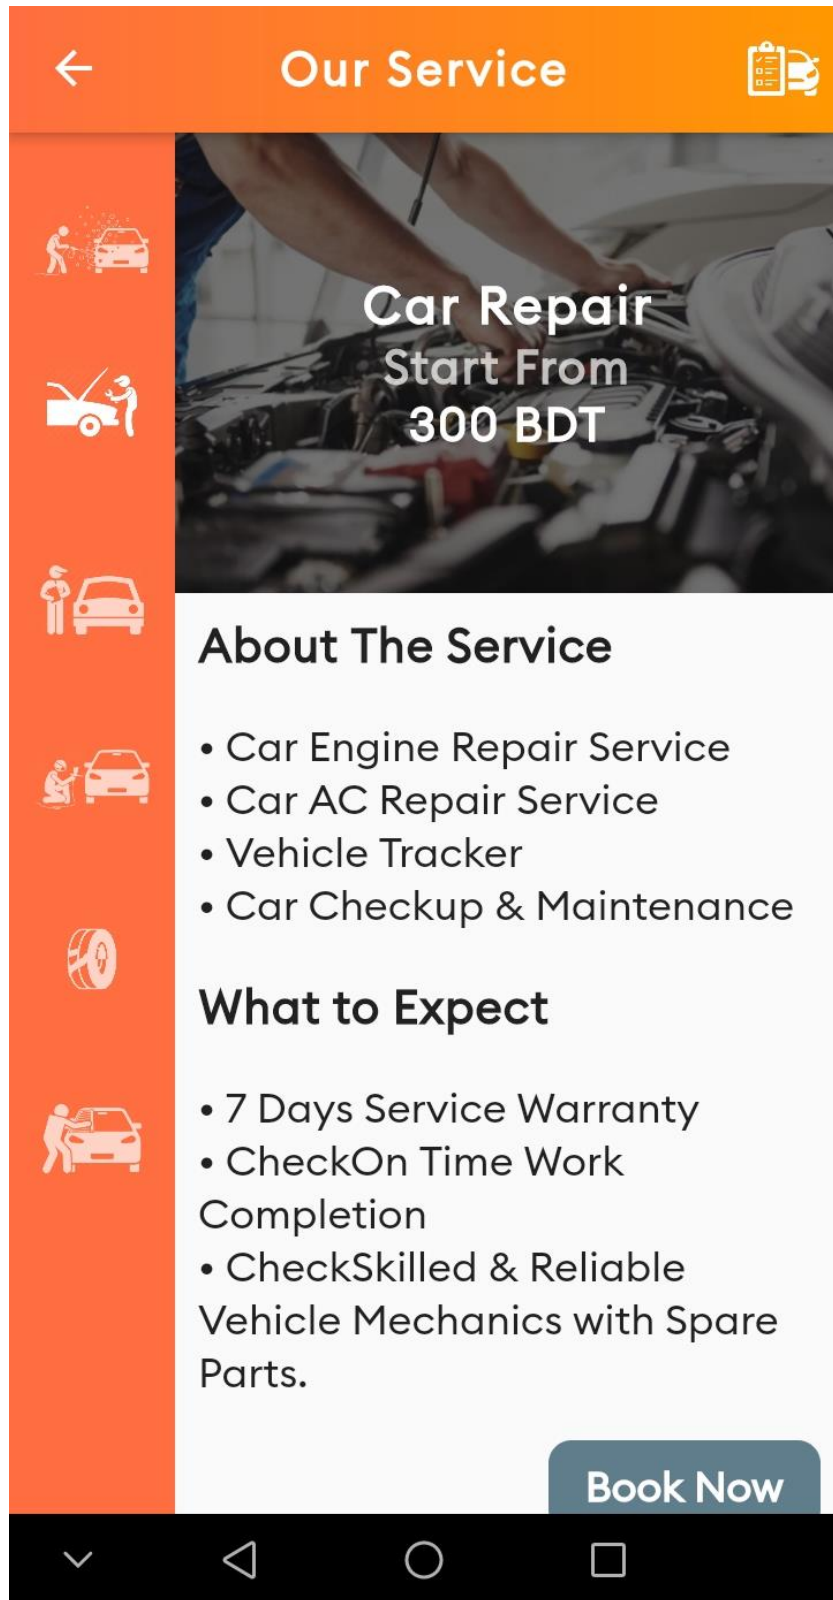 Our Service
Car Repair
Start From
300 BDT
About The Service
• Car Engine Repair Service
• Car AC Repair Service
• Vehicle Tracker
• Car Checkup & Maintenance
What to Expect
• 7 Days Service Warranty
• CheckOn Time Work
Completion
• CheckSkilled & Reliable
Vehicle Mechanics with Spare
Parts.
Book Now